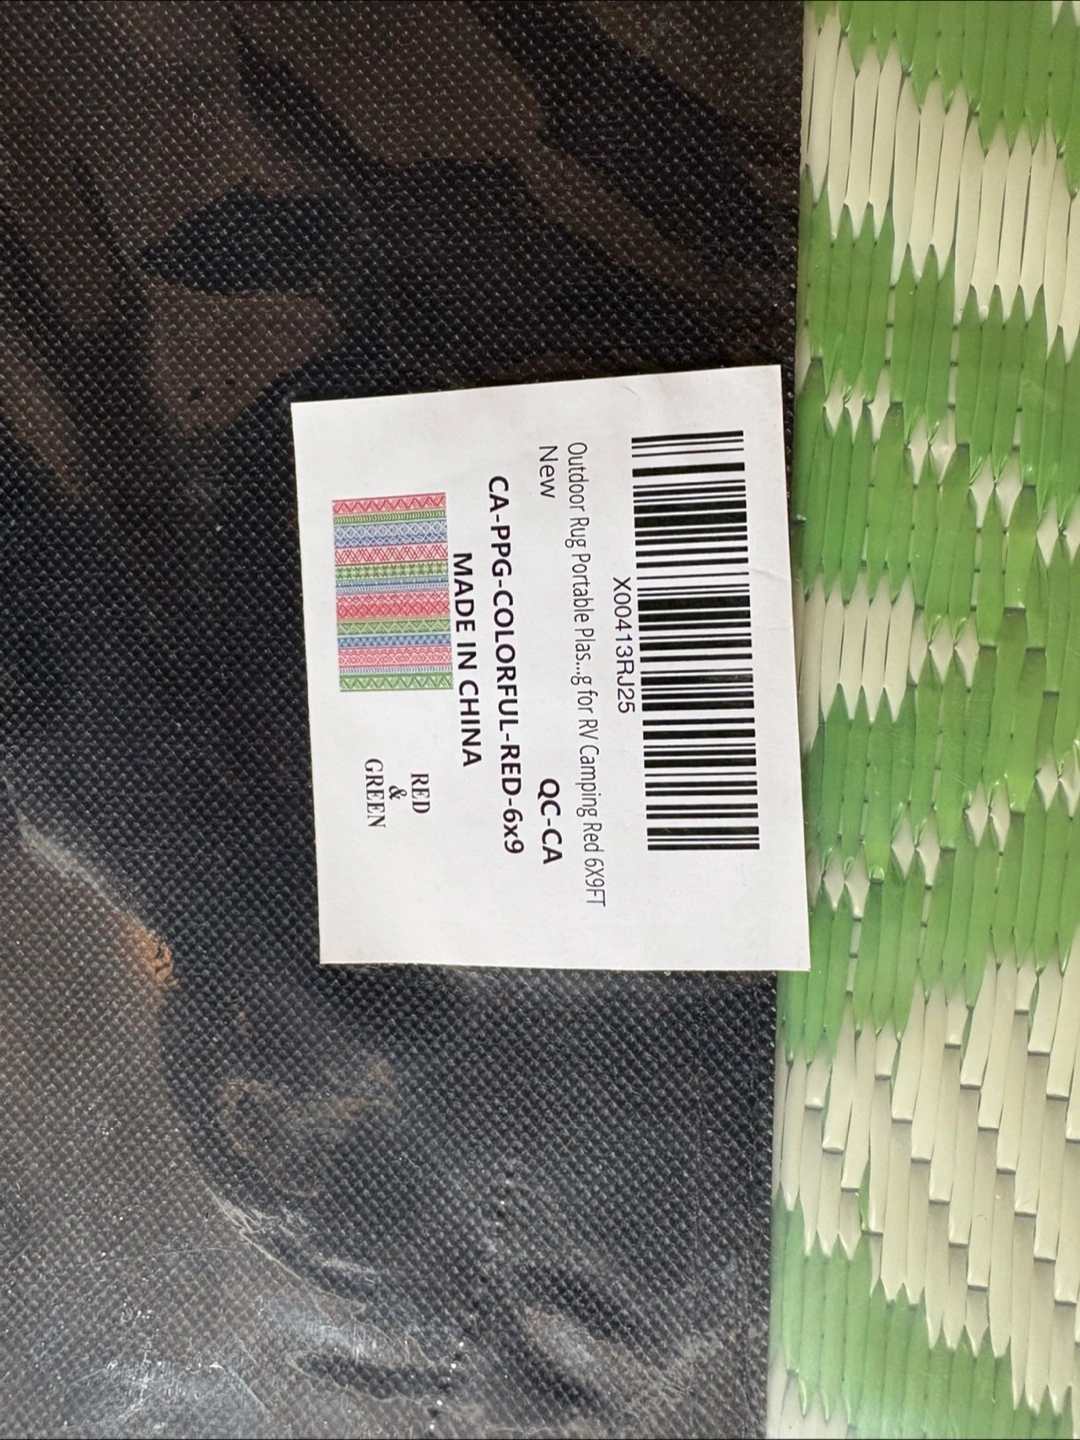 X00413RJ25
Outdoor Rug Portable Plas...g for RV Camping Red 6X9FT
New
QC-CA
CA-PPG-COLORFUL-RED-6x9
MADE IN CHINA
RED
&
GREEN